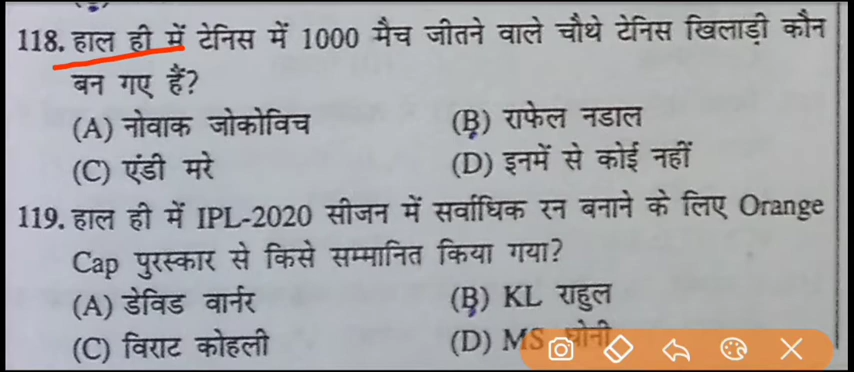 118. हाल ही में टेनिस में 1000 मैच जीतने वाले चौथे टेनिस खिलाड़ी कौन
बन गए हैं?
(A) नोवाक जोकोविच (B) राफेल नडाल
(C) एंडी मरे (D) इनमें से कोई नहीं
119. हाल ही में IPL-2020 सीजन में सर्वाधिक रन बनाने के लिए Orange
Cap पुरस्कार से किसे सम्मानित किया गया?
(A) डेविड वार्नर (B) KL राहुल
(C) विराट कोहली (D) MS धोनी